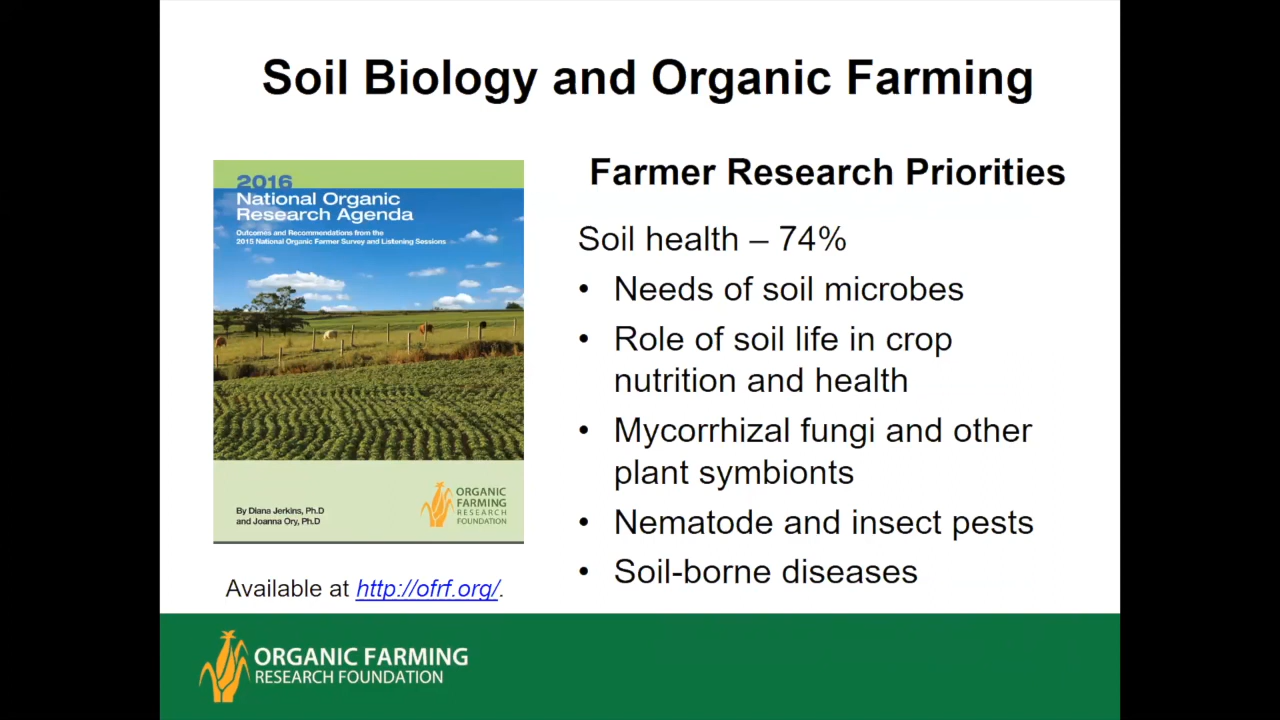 Soil Biology and Organic Farming
2016
National Organic
Research Agenda
Outcomes and Recommendations from the
2015 National Organic Farmer Survey and Listening Sessions
By Diana Jerkins, Ph.D
and Joanna Ory, Ph.D
ORGANIC
FARMING
RESEARCH
FOUNDATION
Available at http://ofrf.org/.
Farmer Research Priorities
Soil health – 74%
• Needs of soil microbes
• Role of soil life in crop
nutrition and health
• Mycorrhizal fungi and other
plant symbionts
• Nematode and insect pests
• Soil-borne diseases
ORGANIC FARMING
RESEARCH FOUNDATION